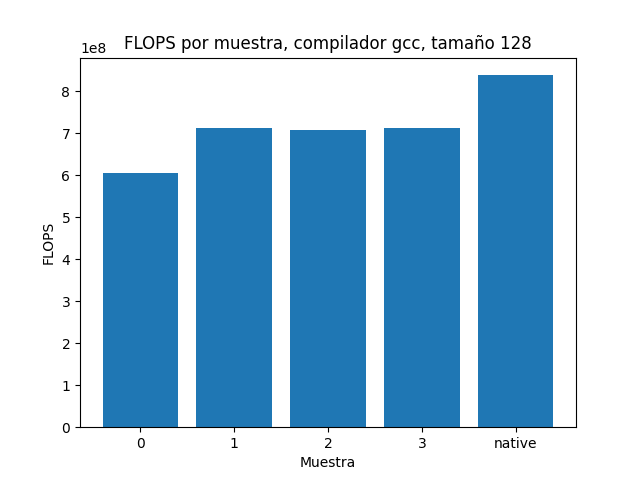 FLOPS por muestra, compilador gcc, tamaño 128
1e8
8
7
6
5
4
3
2
1
0
FLOPS
0 1 2 3 native
Muestra